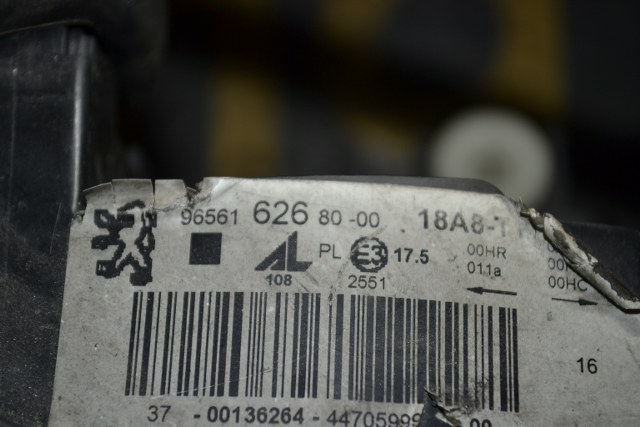 96561 626 80-00 18A8-1
AL PL E3 17.5 00HR
108 2551 011a 00HC
16
37 - 00136264 - 44705999 00